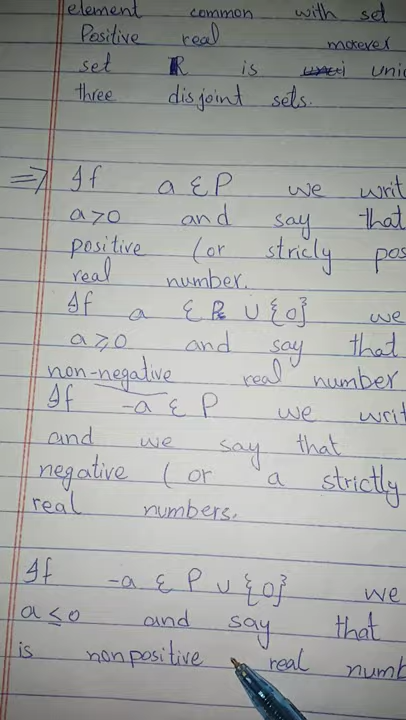 element common with set
Positive real morever
set R is uni
three disjoint sets.
⇒ If a ∈ P we writ
a>0 and say that
positive (or stricly pos
real number.
If a ∈ P ∪ {0} we
a ≥ 0 and say that
non-negative real number
If -a ∈ P we writ
and we say that
negative (or a strictly
real numbers.
If -a ∈ P ∪ {0} we
a ≤ 0 and say that
is nonpositive real numb